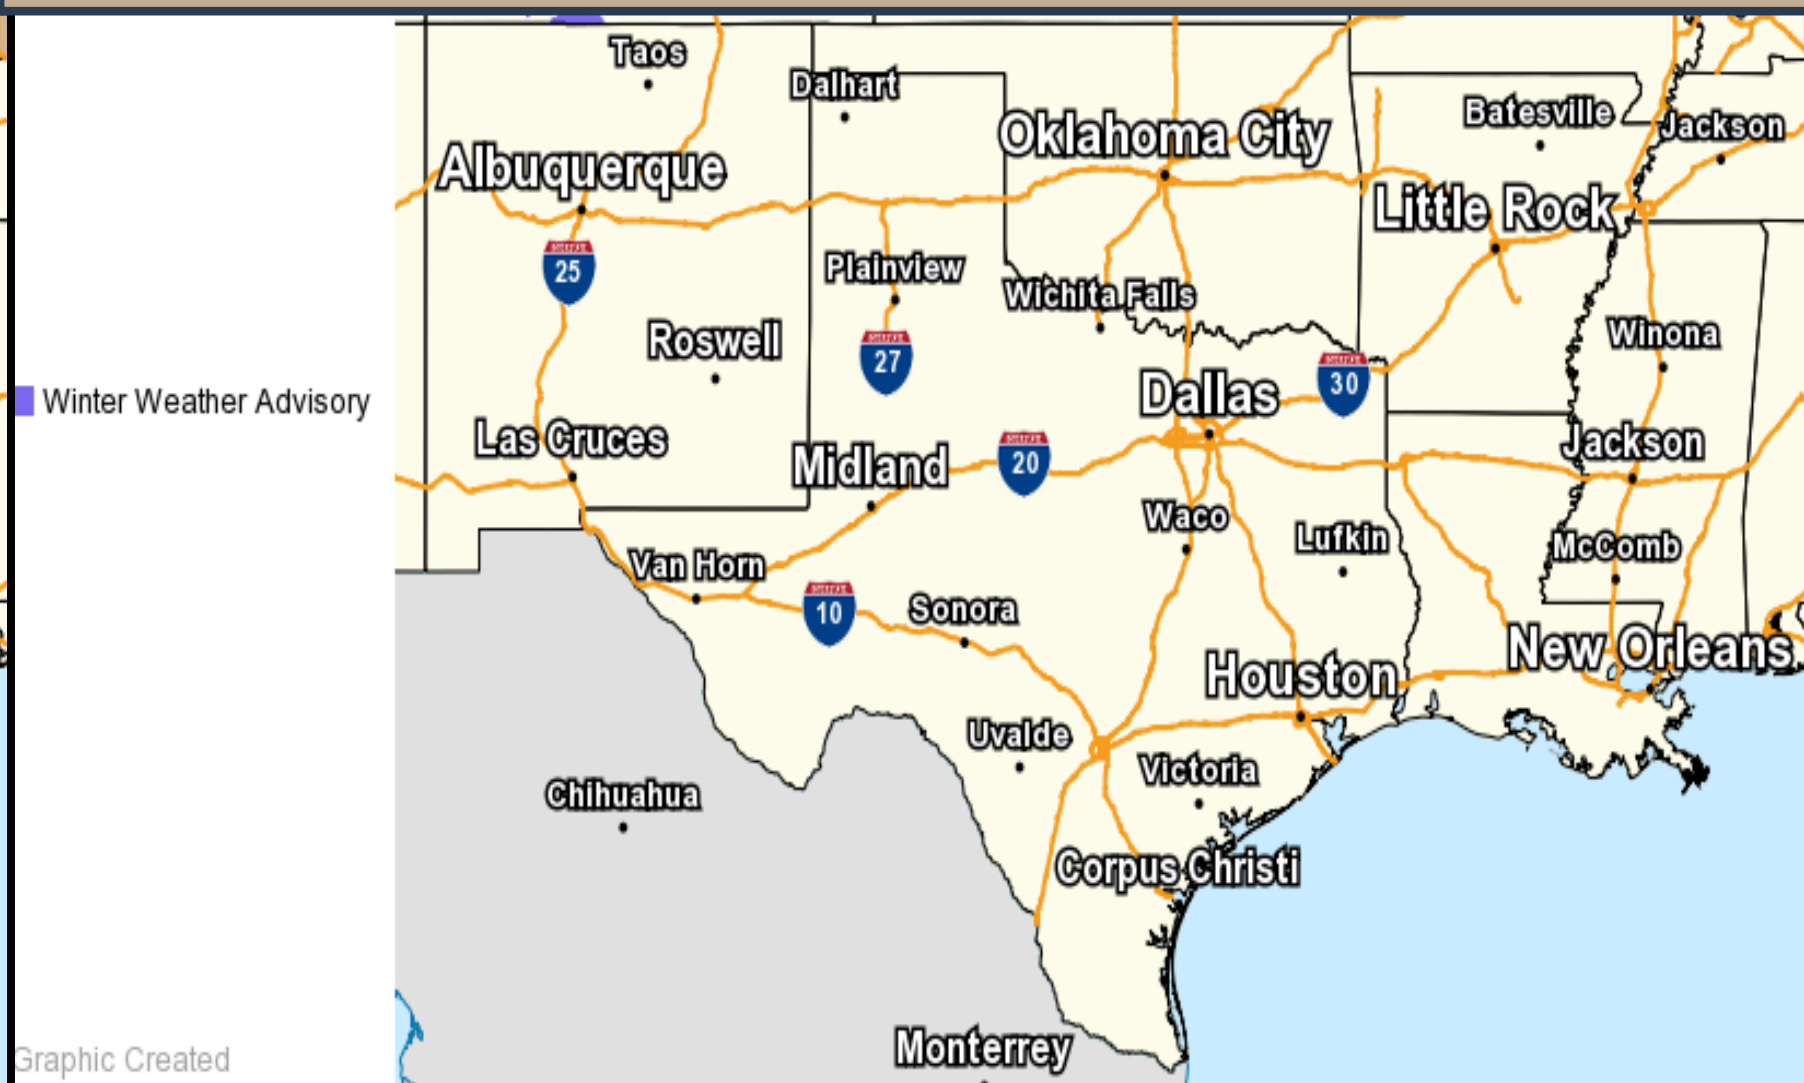 Taos
Dalhart
Oklahoma City
Batesville
Jackson
Albuquerque
Little Rock
25
Plainview
Wichita Falls
Roswell
27
Winona
30
Dallas
Winter Weather Advisory
Las Cruces
Midland
20
Jackson
Waco
Lufkin
McComb
Van Horn
10
Sonora
New Orleans
Houston
Uvalde
Victoria
Chihuahua
Corpus Christi
Monterrey
Graphic Created